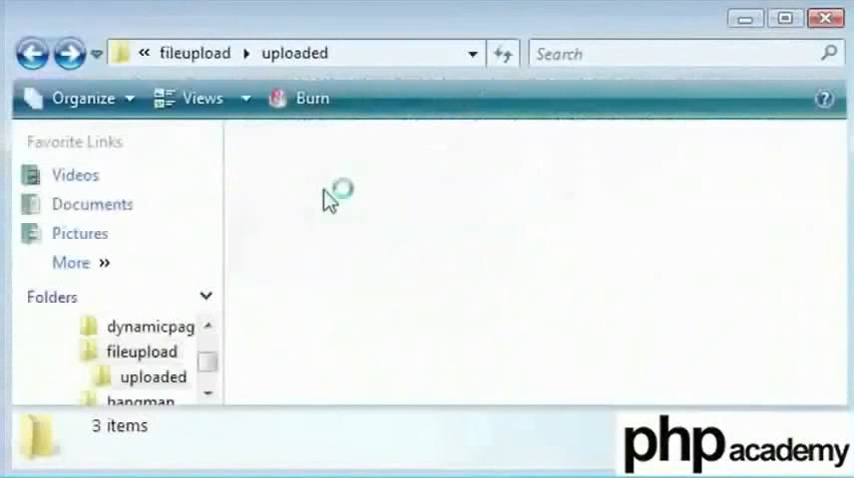 « fileupload ▸ uploaded
Search
Organize Views Burn
Favorite Links
Videos
Documents
Pictures
More »
Folders
dynamicpag
fileupload
uploaded
hangman
3 items
php academy